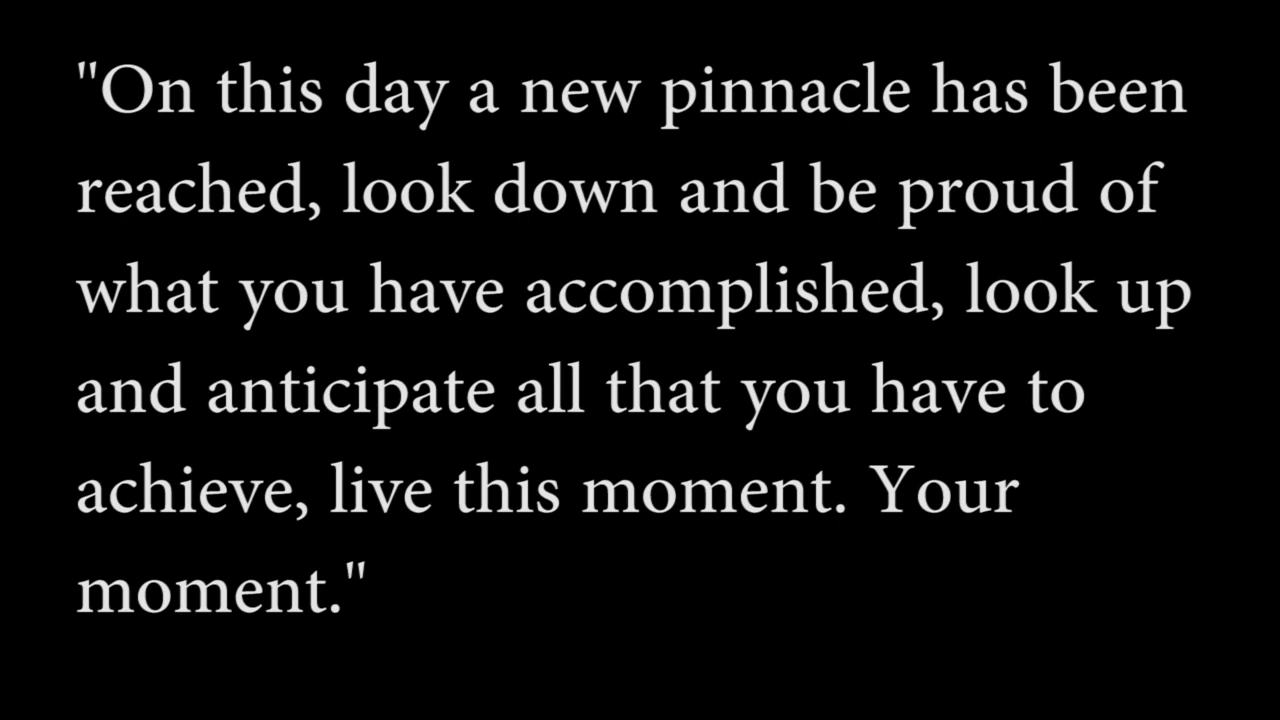 "On this day a new pinnacle has been
reached, look down and be proud of
what you have accomplished, look up
and anticipate all that you have to
achieve, live this moment. Your
moment."